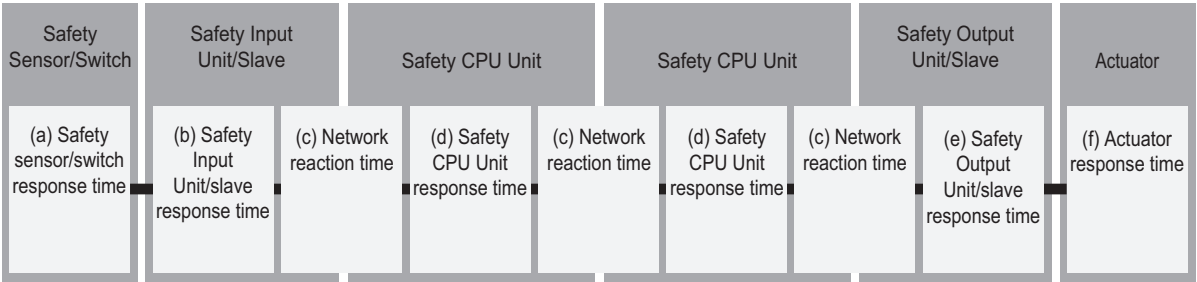 Safety
Sensor/Switch
Safety Input
Unit/Slave
Safety CPU Unit
Safety CPU Unit
Safety Output
Unit/Slave
Actuator
(a) Safety
sensor/switch
response time
(b) Safety
Input
Unit/slave
response time
(c) Network
reaction time
(d) Safety
CPU Unit
response time
(c) Network
reaction time
(d) Safety
CPU Unit
response time
(c) Network
reaction time
(e) Safety
Output
Unit/slave
response time
(f) Actuator
response time